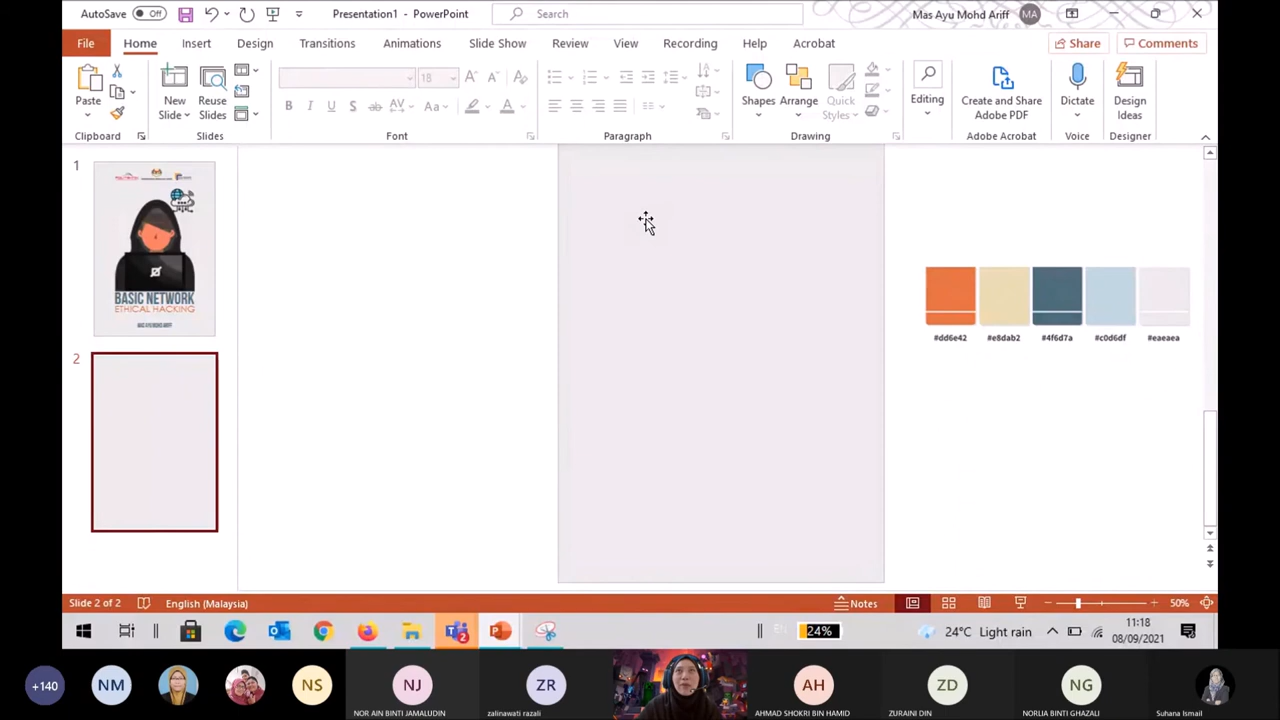 AutoSave Off Presentation1 - PowerPoint Search Mas Ayu Mohd Ariff MA
File Home Insert Design Transitions Animations Slide Show Review View Recording Help Acrobat Share Comments
18
Paste New Slide Reuse Slides Shapes Arrange Quick Styles Editing Create and Share Adobe PDF Dictate Design Ideas
Clipboard Slides Font Paragraph Drawing Adobe Acrobat Voice Designer
1
BASIC NETWORK
ETHICAL HACKING
MAS AYU MOHD ARIFF
2
#dd6e42 #e8dab2 #4f6d7a #c0d6df #eaeaea
Slide 2 of 2 English (Malaysia) Notes 50%
24% 24°C Light rain 11:18
08/09/2021
+140 NM NS NJ ZR AH ZD NG
NOR AIN BINTI JAMALUDIN zalinawati razali AHMAD SHOKRI BIN HAMID ZURAINI DIN NORLIA BINTI GHAZALI Suhana Ismail